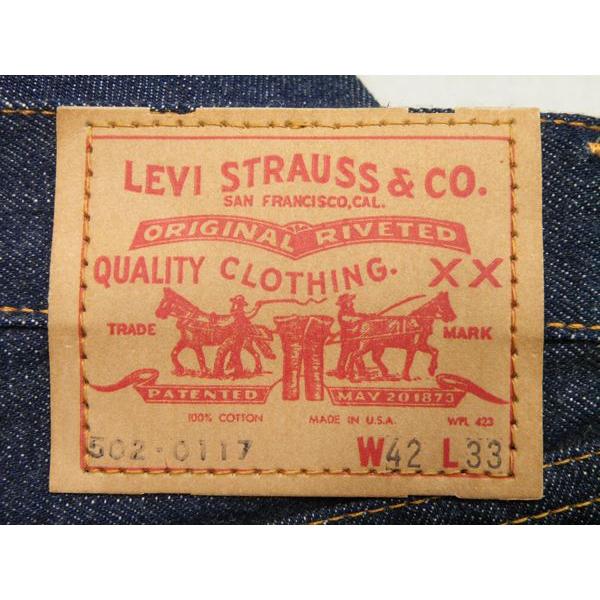 LEVI STRAUSS & CO.
SAN FRANCISCO, CAL.
ORIGINAL RIVETED
QUALITY CLOTHING. XX
TRADE MARK
PATENTED MAY 20 1873
100% COTTON MADE IN U.S.A. WPL 423
502-0117 W42 L33